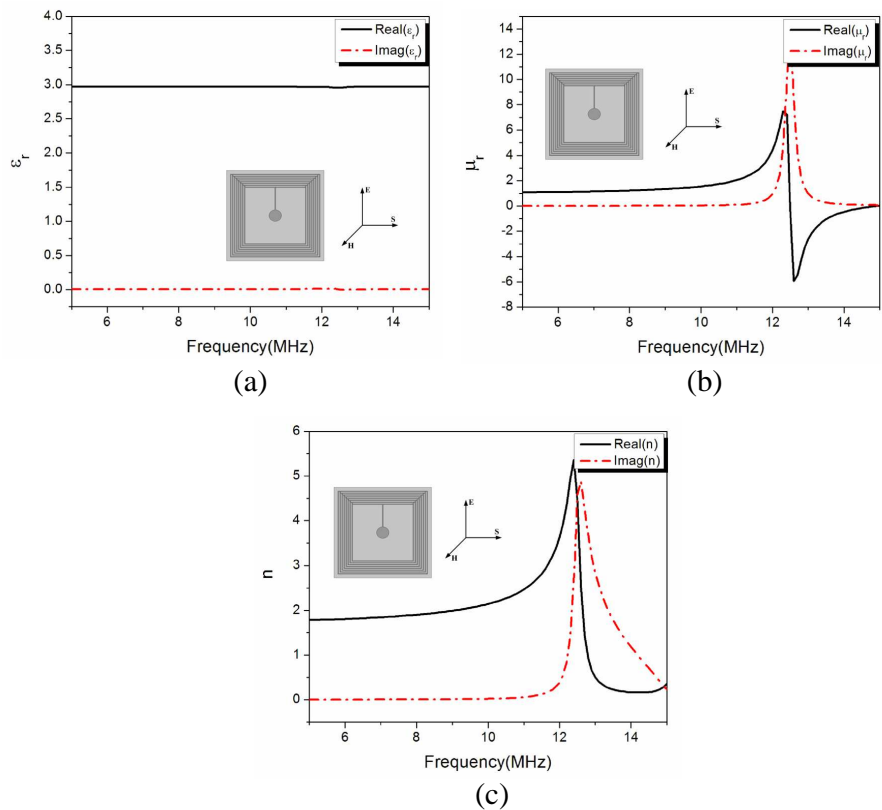 4.0
3.5
3.0
2.5
2.0
1.5
1.0
0.5
0.0
εr
Real(εr)
Imag(εr)
E
S
H
6 8 10 12 14
Frequency(MHz)
(a)
15
14
12
10
8
6
4
2
0
-2
-4
-6
-8
μr
Real(μr)
Imag(μr)
E
S
H
6 8 10 12 14
Frequency(MHz)
(b)
6
5
4
3
2
1
0
n
Real(n)
Imag(n)
E
S
H
6 8 10 12 14
Frequency(MHz)
(c)